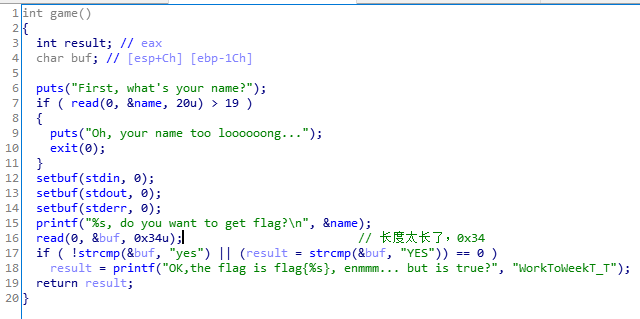 1 int game()
2 {
3 int result; // eax
4 char buf; // [esp+Ch] [ebp-1Ch]
5
6 puts("First, what's your name?");
7 if ( read(0, &name, 20u) > 19 )
8 {
9 puts("Oh, your name too loooooong...");
10 exit(0);
11 }
12 setbuf(stdin, 0);
13 setbuf(stdout, 0);
14 setbuf(stderr, 0);
15 printf("%s, do you want to get flag?\n", &name);
16 read(0, &buf, 0x34u); // 长度太长了，0x34
17 if ( !strcmp(&buf, "yes") || (result = strcmp(&buf, "YES")) == 0 )
18 result = printf("OK,the flag is flag{%s}, enmmm... but is true?", "WorkToWeekT_T");
19 return result;
20 }